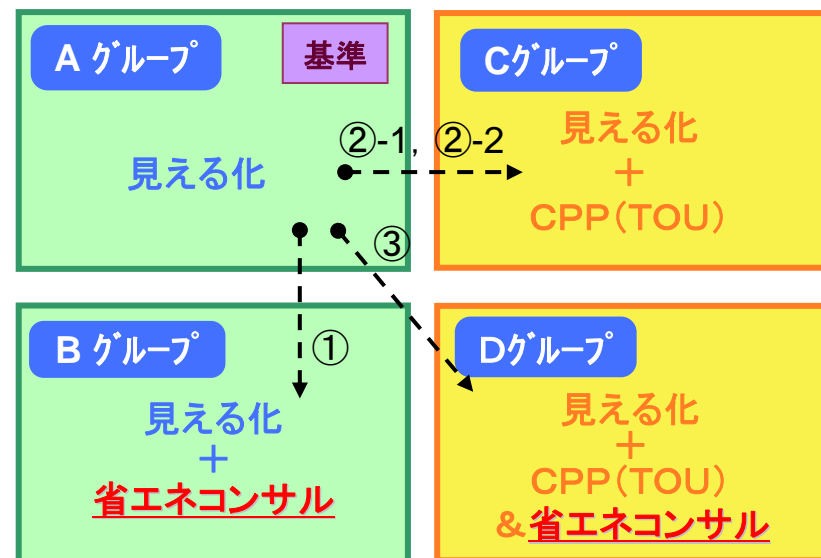 A グループ
基準
見える化
Cグループ
見える化
＋
CPP(TOU)
②-1, ②-2
③
①
B グループ
見える化
＋
省エネコンサル
Dグループ
見える化
＋
CPP(TOU)
&省エネコンサル